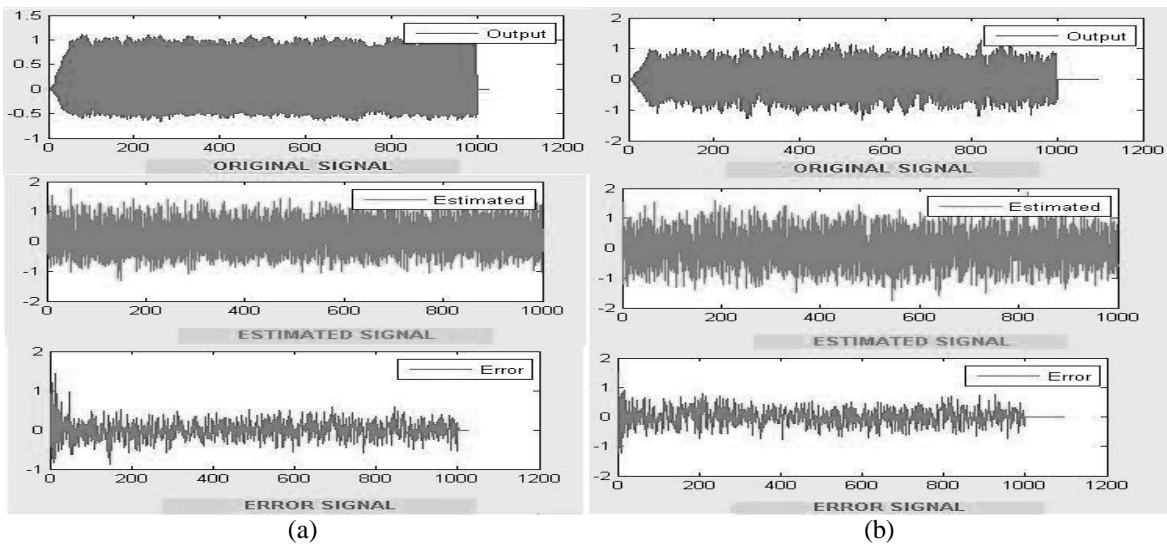 1.5
1
0.5
0
-0.5
-1
0 200 400 600 800 1000 1200
Output
ORIGINAL SIGNAL
2
1
0
-1
-2
0 200 400 600 800 1000
Estimated
ESTIMATED SIGNAL
2
1
0
-1
0 200 400 600 800 1000 1200
Error
ERROR SIGNAL
(a)
2
1
0
-1
-2
0 200 400 600 800 1000 1200
Output
ORIGINAL SIGNAL
2
1
0
-1
-2
0 200 400 600 800 1000
Estimated
ESTIMATED SIGNAL
2
1
0
-1
-2
0 200 400 600 800 1000 1200
Error
ERROR SIGNAL
(b)